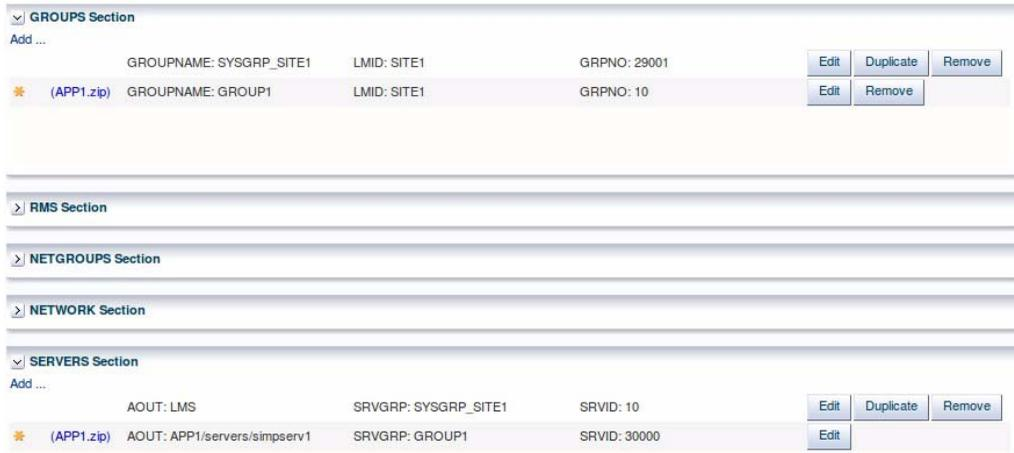 GROUPS Section
Add ...
GROUPNAME: SYSGRP_SITE1 LMID: SITE1 GRPNO: 29001 Edit Duplicate Remove
(APP1.zip) GROUPNAME: GROUP1 LMID: SITE1 GRPNO: 10 Edit Remove
RMS Section
NETGROUPS Section
NETWORK Section
SERVERS Section
Add ...
AOUT: LMS SRVGRP: SYSGRP_SITE1 SRVID: 10 Edit Duplicate Remove
(APP1.zip) AOUT: APP1/servers/simpserv1 SRVGRP: GROUP1 SRVID: 30000 Edit